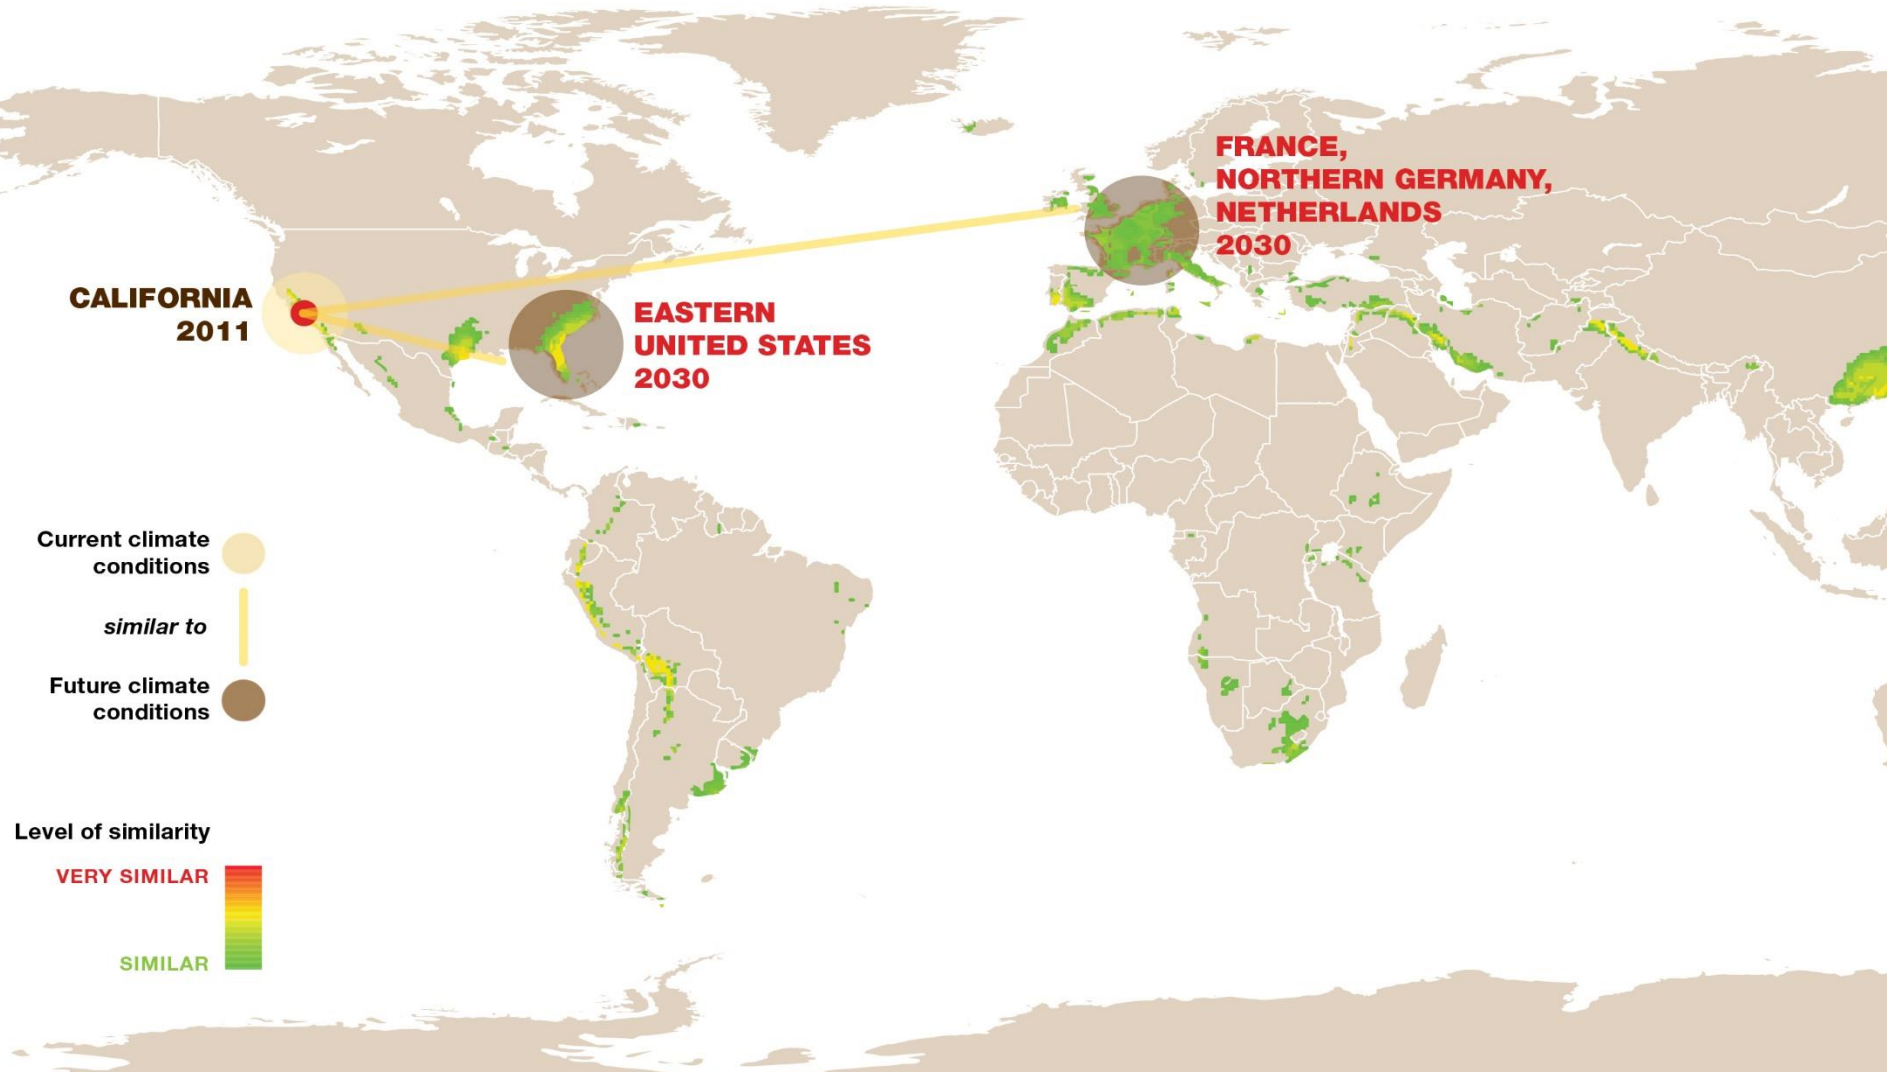 FRANCE,
NORTHERN GERMANY,
NETHERLANDS
2030
CALIFORNIA
2011
EASTERN
UNITED STATES
2030
Current climate
conditions
similar to
Future climate
conditions
Level of similarity
VERY SIMILAR
SIMILAR